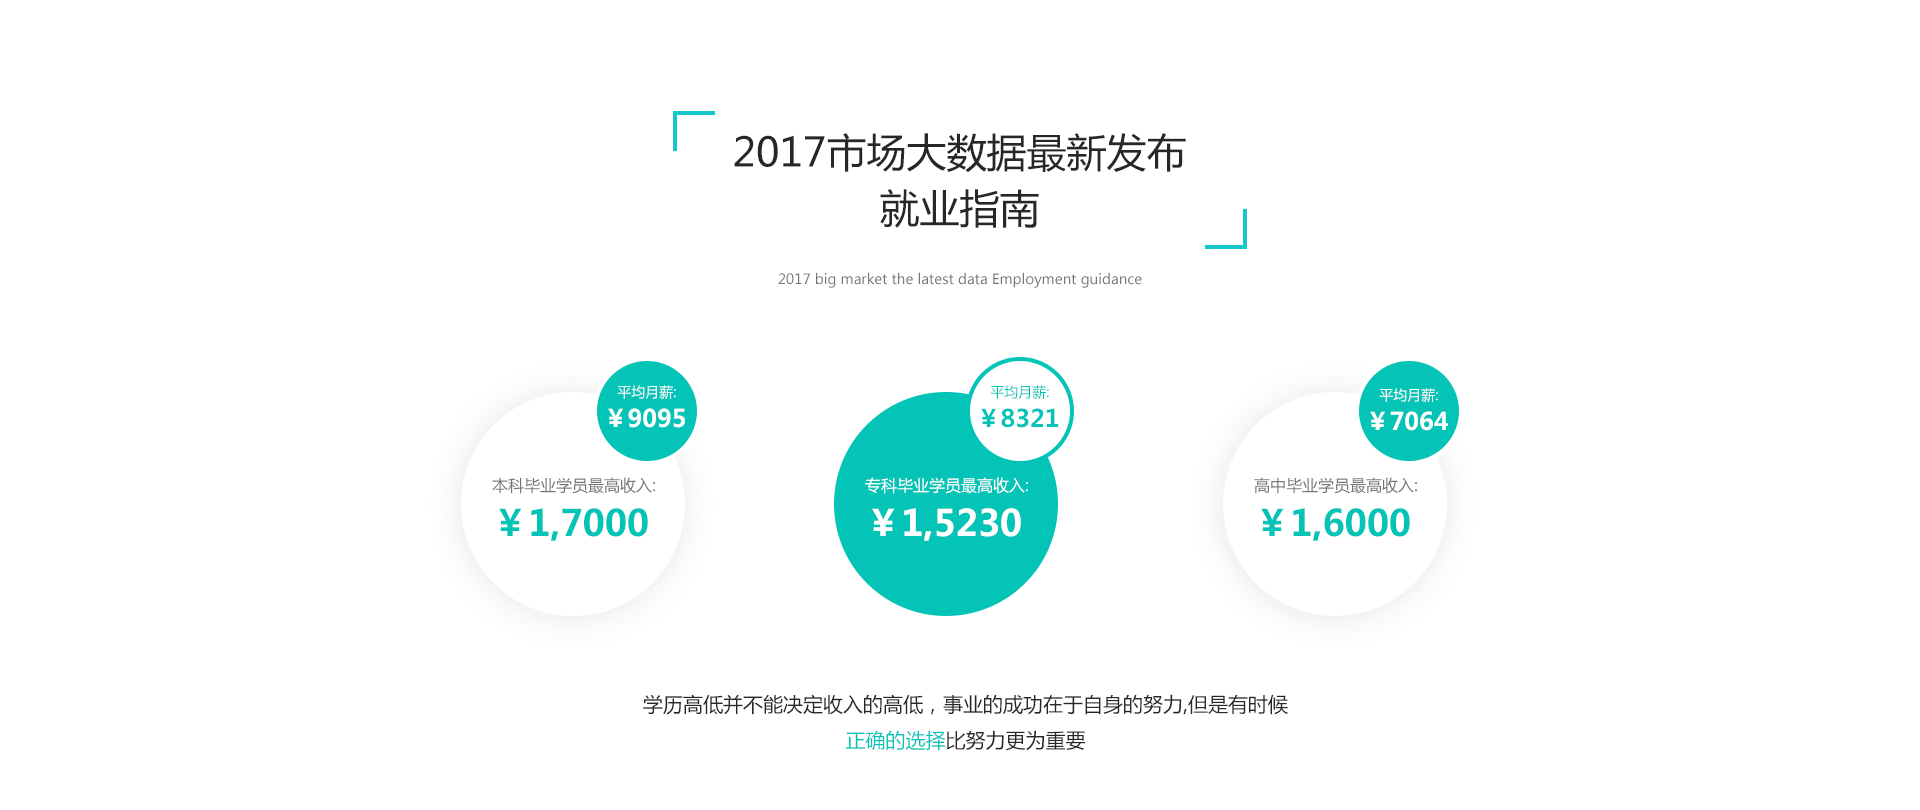 2017市场大数据最新发布
就业指南
2017 big market the latest data Employment guidance
平均月薪:
¥9095
本科毕业学员最高收入:
¥1,7000
平均月薪:
¥8321
专科毕业学员最高收入:
¥1,5230
平均月薪:
¥7064
高中毕业学员最高收入:
¥1,6000
学历高低并不能决定收入的高低，事业的成功在于自身的努力,但是有时候
正确的选择比努力更为重要